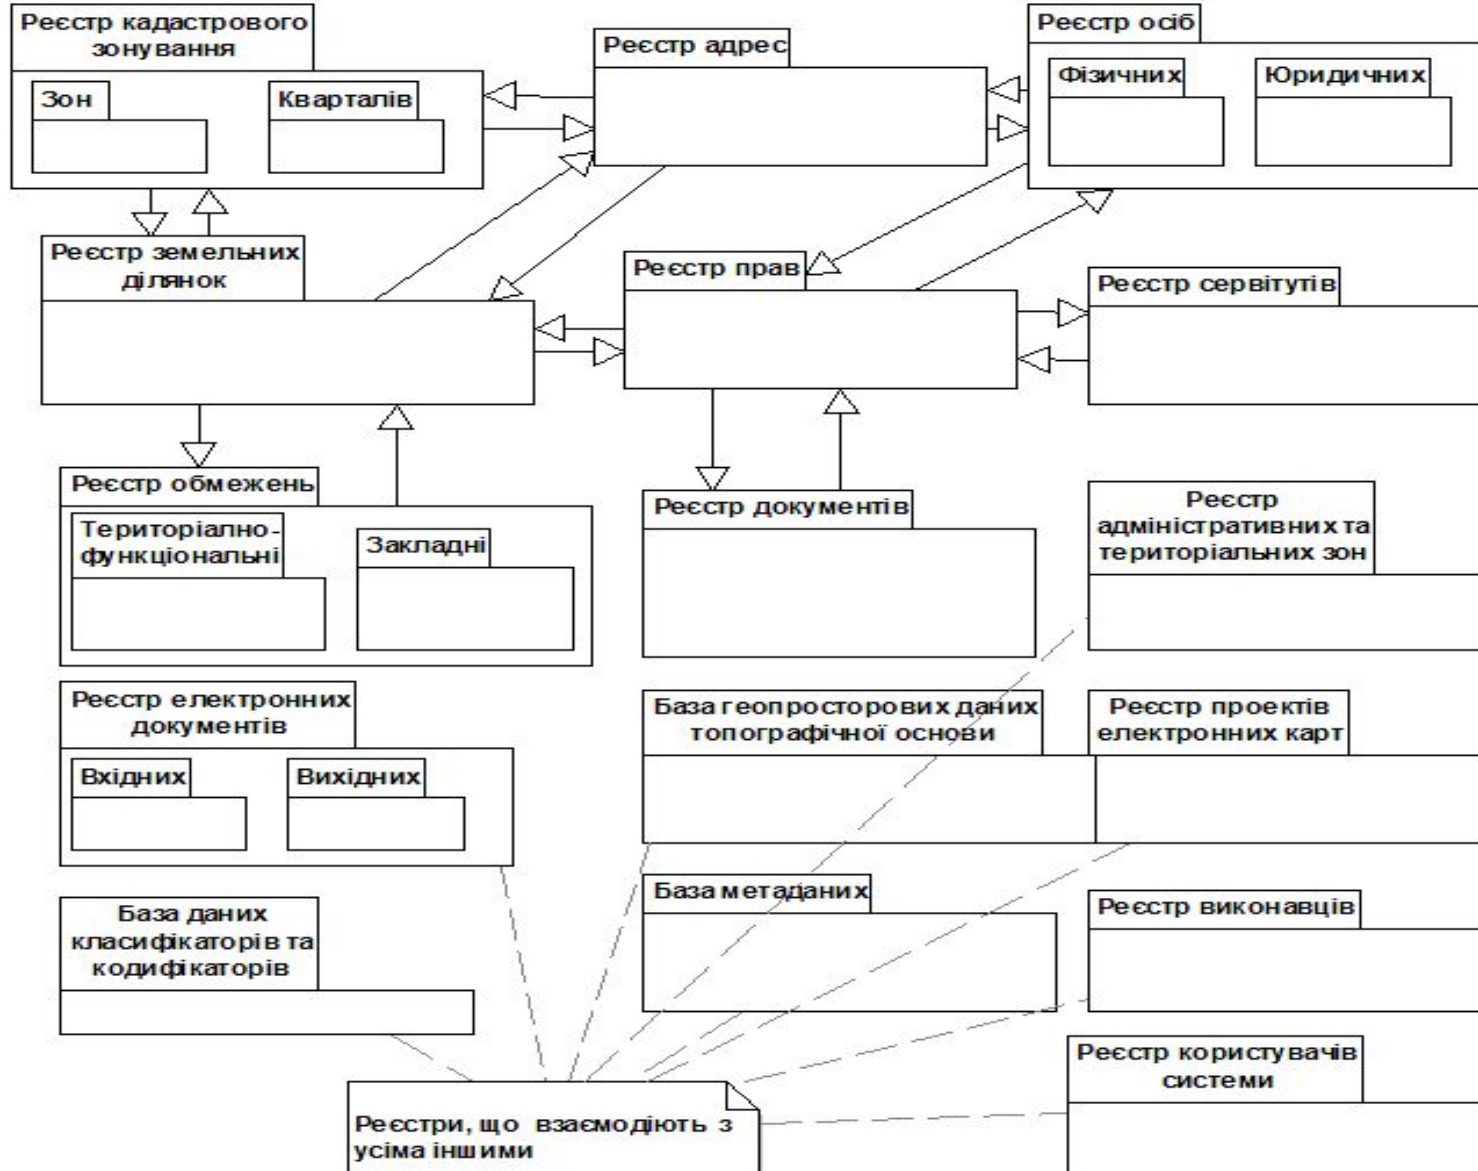 Реєстр кадастрового
зонування
Зон
Кварталів
Реєстр адрес
Реєстр осіб
Фізичних
Юридичних
Реєстр земельних
ділянок
Реєстр прав
Реєстр сервітутів
Реєстр обмежень
Територіално-
функціональні
Закладні
Реєстр документів
Реєстр
адміністративних та
територіальних зон
Реєстр електронних
документів
Вхідних
Вихідних
База геопросторових даних
топографічної основи
Реєстр проектів
електронних карт
База даних
класифікаторів та
кодифікаторів
База метаданих
Реєстр виконавців
Реєстр користувачів
системи
Реєстри, що взаємодіють з
усіма іншими